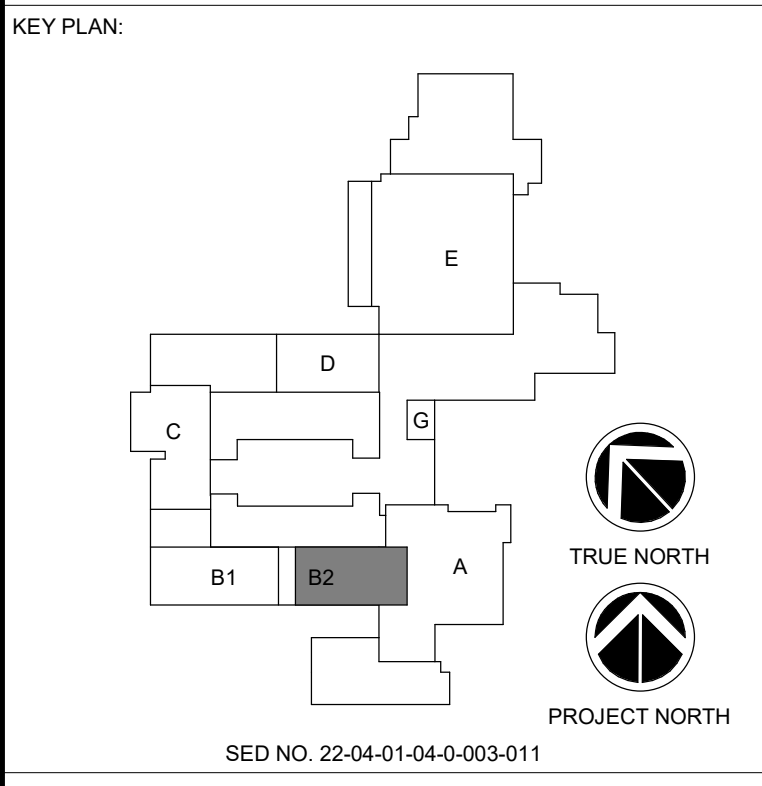 KEY PLAN:
E
D
G
C
TRUE NORTH
A
B1
B2
PROJECT NORTH
SED NO. 22-04-01-04-0-003-011